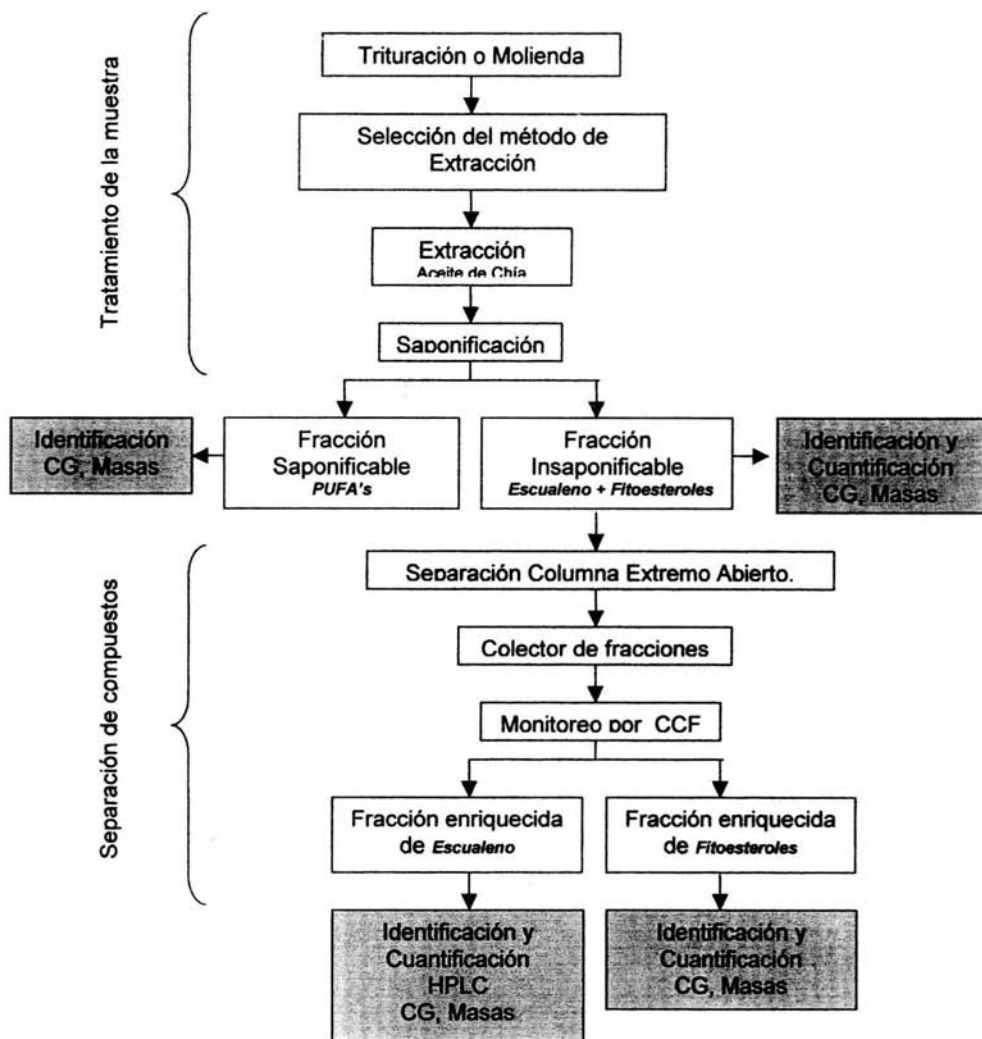 Tratamiento de la muestra
Trituración o Molienda
Selección del método de
Extracción
Extracción
Aceite de Chía
Saponificación
Identificación
CG, Masas
Fracción
Saponificable
PUFA's
Fracción
Insaponificable
Escualeno + Fitoesteroles
Identificación y
Cuantificación
CG, Masas
Separación de compuestos
Separación Columna Extremo Abierto.
Colector de fracciones
Monitoreo por CCF
Fracción enriquecida
de Escualeno
Fracción enriquecida
de Fitoesteroles
Identificación y
Cuantificación
HPLC
CG, Masas
Identificación y
Cuantificación
CG, Masas